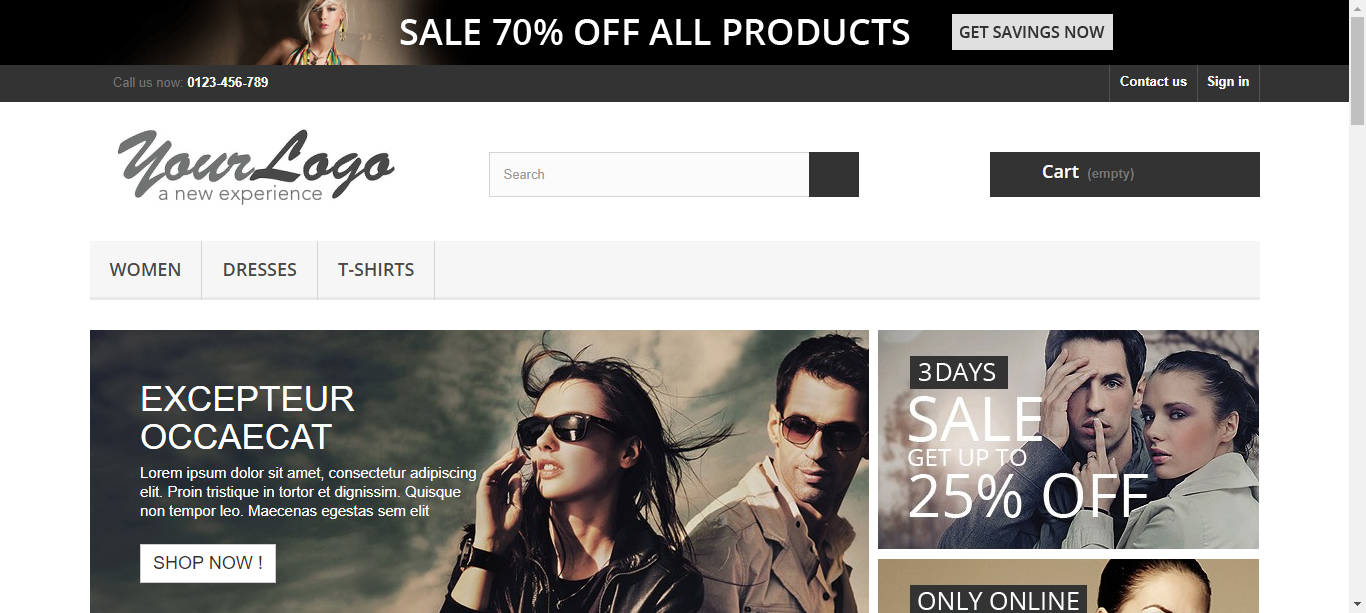 SALE 70% OFF ALL PRODUCTS
GET SAVINGS NOW
Call us now: 0123-456-789
Contact us
Sign in
YourLogo
a new experience
Search
Cart (empty)
WOMEN
DRESSES
T-SHIRTS
EXCEPTEUR
OCCAECAT
Lorem ipsum dolor sit amet, consectetur adipiscing
elit. Proin tristique in tortor et dignissim. Quisque
non tempor leo. Maecenas egestas sem elit
SHOP NOW !
3 DAYS
SALE
GET UP TO
25% OFF
ONLY ONLINE